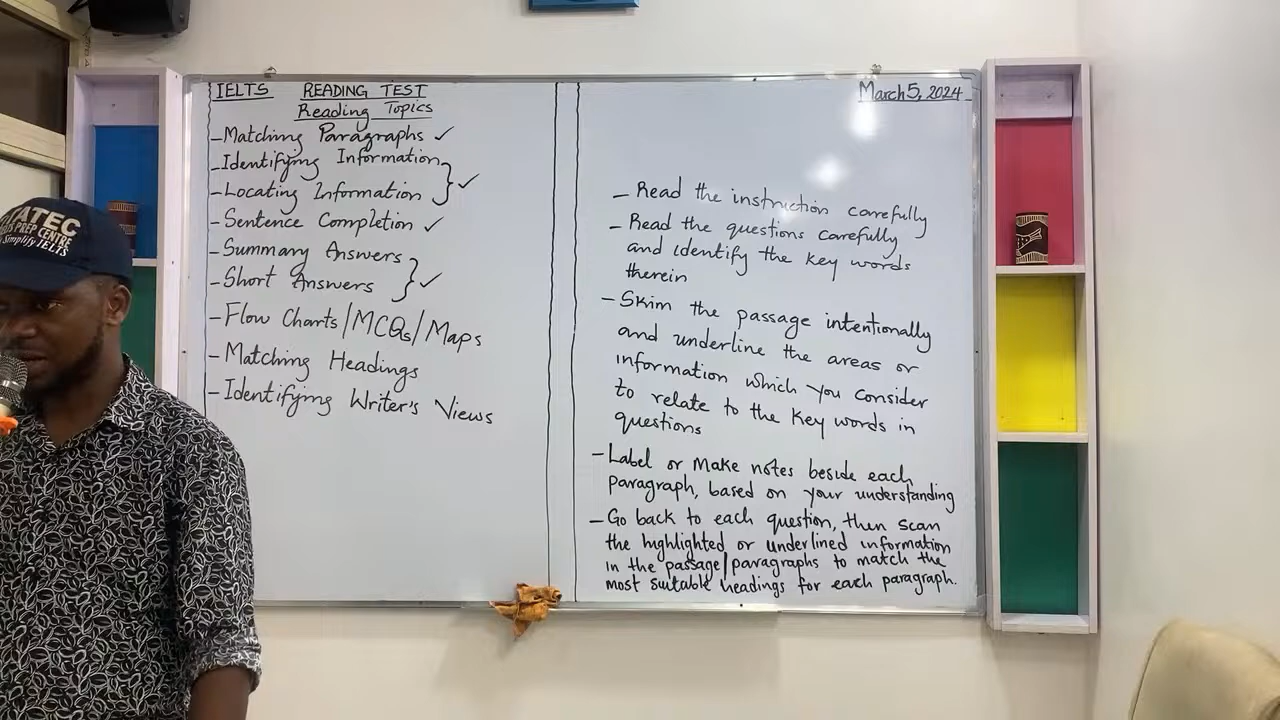 IELTS READING TEST
Reading Topics
- Matching Paragraphs ✓
- Identifying Information
- Locating Information ✓
- Sentence Completion ✓
- Summary Answers
- Short Answers ✓
- Flow Charts/MCQs/Maps
- Matching Headings
- Identifying Writer's Views
March 5, 2024
- Read the instruction carefully
- Read the questions carefully
and identify the key words
therein
- Skim the passage intentionally
and underline the areas or
information which you consider
to relate to the key words in
questions
- Label or make notes beside each
paragraph, based on your understanding
- Go back to each question, then scan
the highlighted or underlined information
in the passage/paragraphs to match the
most suitable headings for each paragraph.
PREP CENTRE
Simplify IELTS